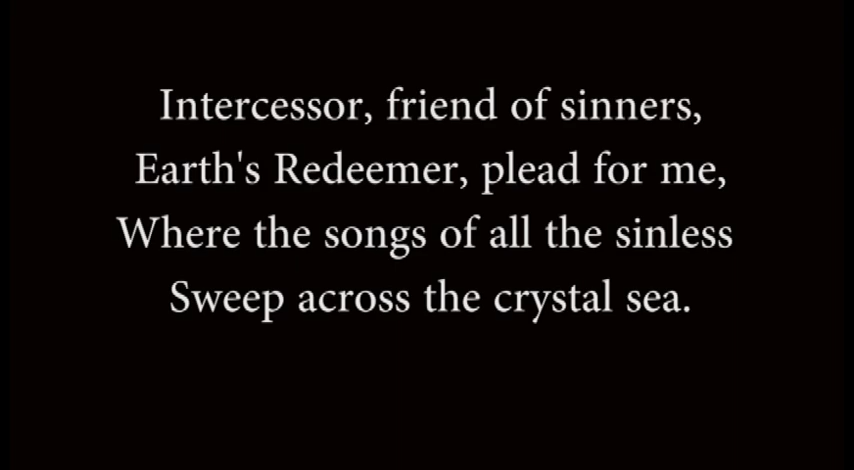 Intercessor, friend of sinners,
Earth's Redeemer, plead for me,
Where the songs of all the sinless
Sweep across the crystal sea.